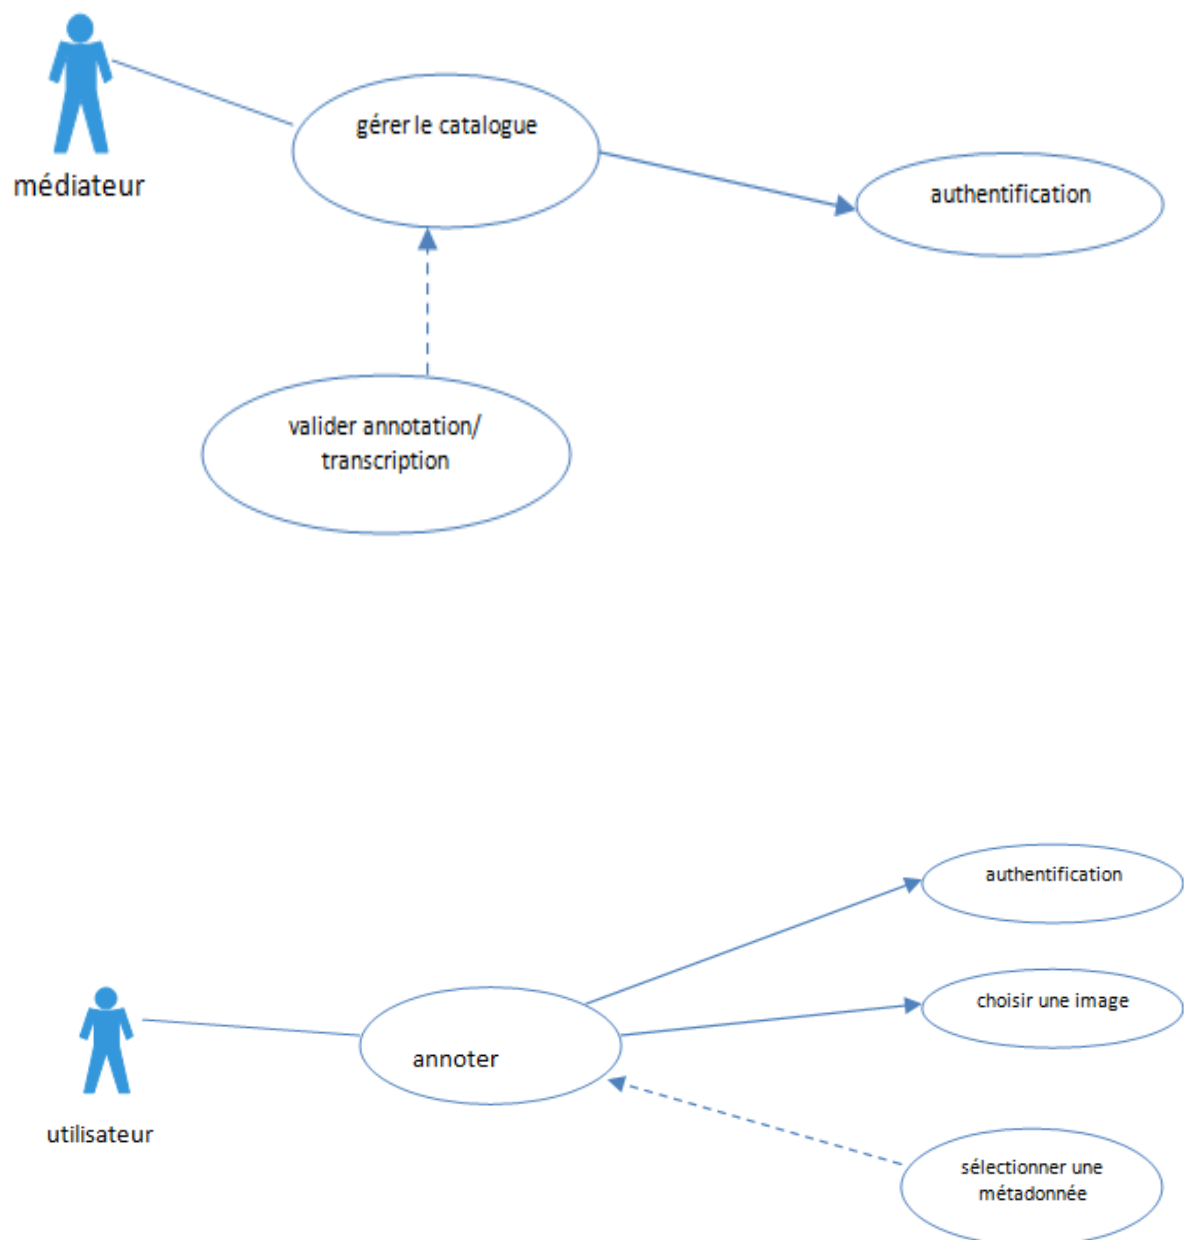 médiateur
gérer le catalogue
authentification
valider annotation/
transcription
authentification
choisir une image
annoter
utilisateur
sélectionner une
métadonnée